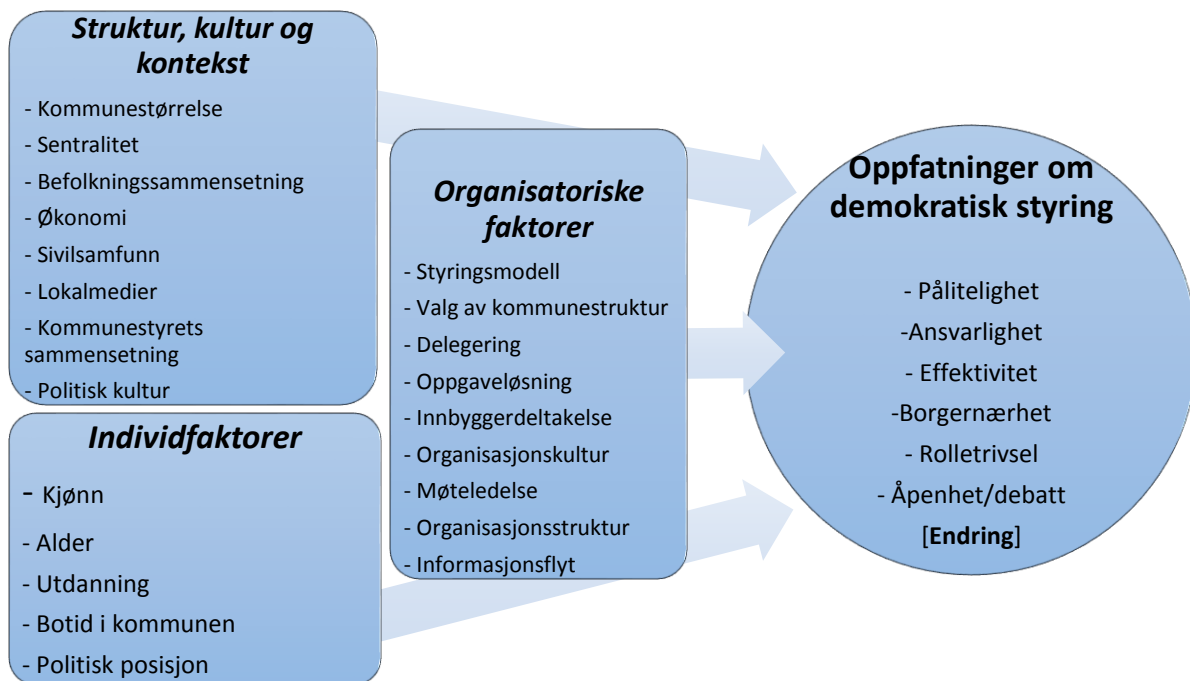 Struktur, kultur og
kontekst
- Kommunestørrelse
- Sentralitet
- Befolkningssammensetning
- Økonomi
- Sivilsamfunn
- Lokalmedier
- Kommunestyrets
sammensetning
- Politisk kultur
Individfaktorer
- Kjønn
- Alder
- Utdanning
- Botid i kommunen
- Politisk posisjon
Organisatoriske
faktorer
- Styringsmodell
- Valg av kommunestruktur
- Delegering
- Oppgaveløsning
- Innbyggerdeltakelse
- Organisasjonskultur
- Møteledelse
- Organisasjonsstruktur
- Informasjonsflyt
Oppfatninger om
demokratisk styring
- Pålitelighet
-Ansvarlighet
- Effektivitet
-Borgernærhet
- Rolletrivsel
- Åpenhet/debatt
[Endring]